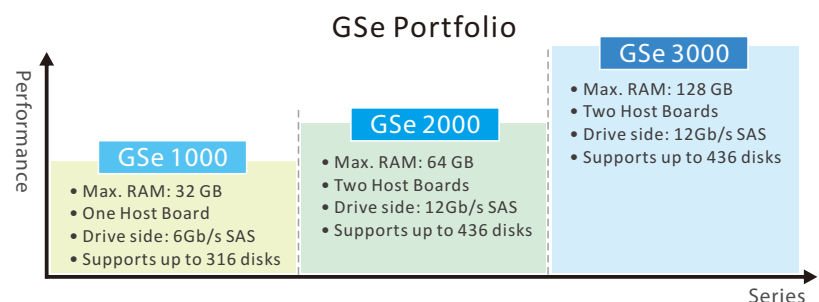 GSe Portfolio
Performance
GSe 1000
• Max. RAM: 32 GB
• One Host Board
• Drive side: 6Gb/s SAS
• Supports up to 316 disks
GSe 2000
• Max. RAM: 64 GB
• Two Host Boards
• Drive side: 12Gb/s SAS
• Supports up to 436 disks
GSe 3000
• Max. RAM: 128 GB
• Two Host Boards
• Drive side: 12Gb/s SAS
• Supports up to 436 disks
Series